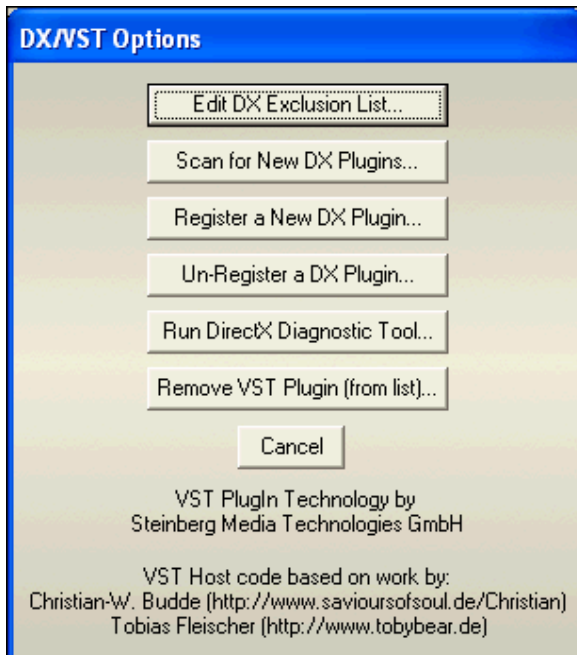 DX/VST Options
Edit DX Exclusion List...
Scan for New DX Plugins...
Register a New DX Plugin...
Un-Register a DX Plugin...
Run DirectX Diagnostic Tool...
Remove VST Plugin (from list)...
Cancel
VST PlugIn Technology by
Steinberg Media Technologies GmbH
VST Host code based on work by:
Christian-W. Budde (http://www.savioursofsoul.de/Christian)
Tobias Fleischer (http://www.tobybear.de)